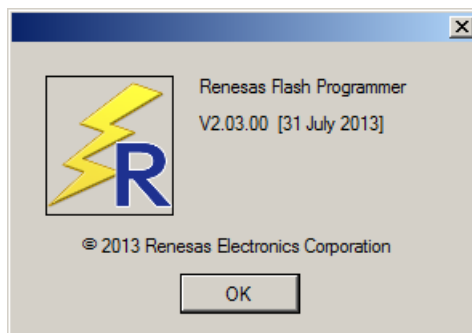 Renesas Flash Programmer
V2.03.00 [31 July 2013]
R
© 2013 Renesas Electronics Corporation
OK